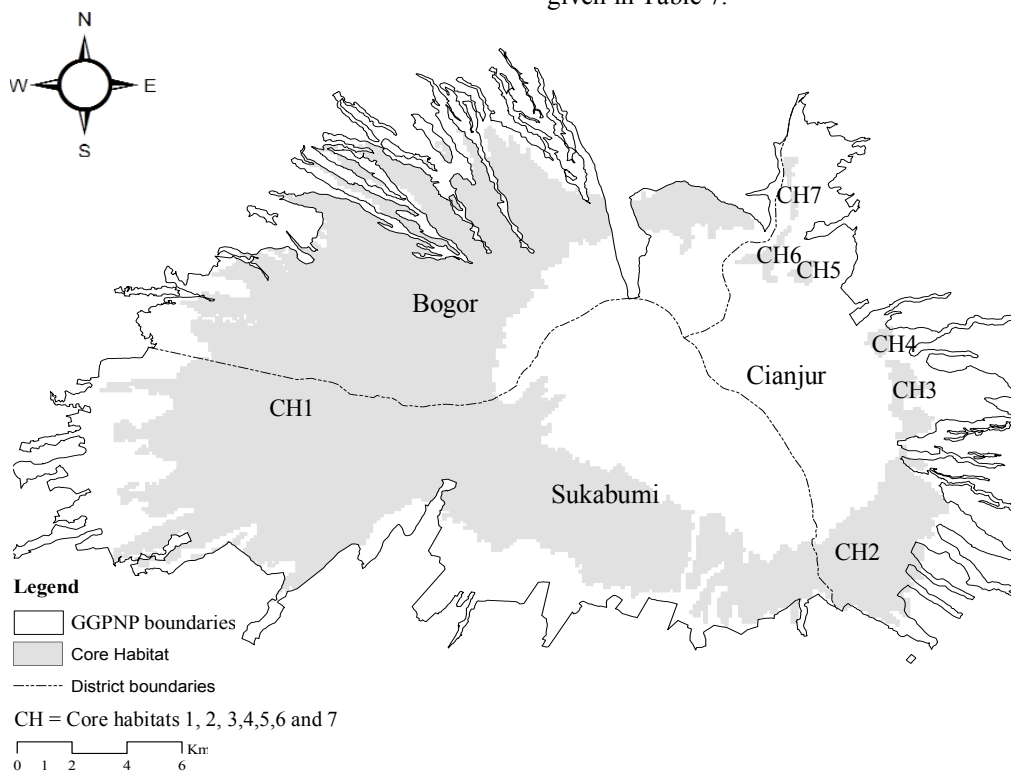 given in Table 7.
N
W E
S
CH7
CH6
CH5
Bogor
CH4
Cianjur
CH3
CH1
Sukabumi
CH2
Legend
GGPNP boundaries
Core Habitat
District boundaries
CH = Core habitats 1, 2, 3,4,5,6 and 7
Km
0 1 2 4 6